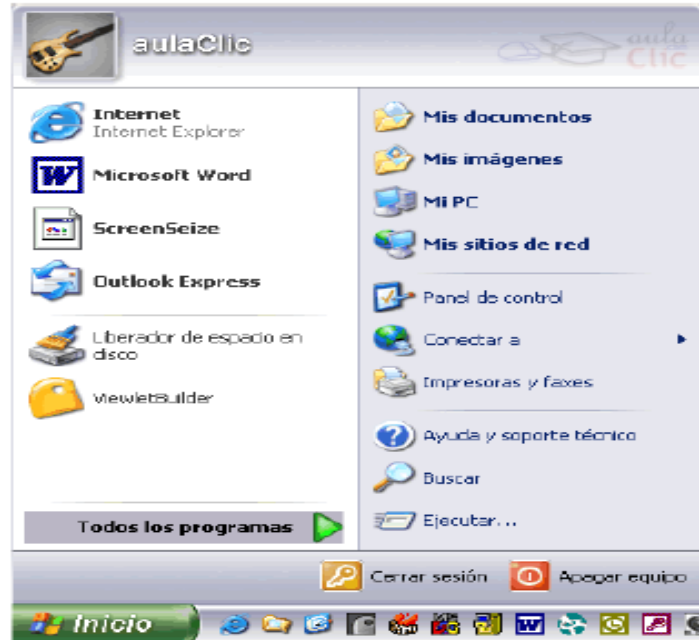 aulaClic
aula
Clic
Internet
Internet Explorer
Microsoft Word
ScreenSeize
Outlook Express
Liberador de espacio en
disco
ViewletBuilder
Todos los programas
Mis documentos
Mis imágenes
Mi PC
Mis sitios de red
Panel de control
Conectar a
Impresoras y faxes
Ayuda y soporte técnico
Buscar
Ejecutar...
Cerrar sesión
Apagar equipo
Inicio